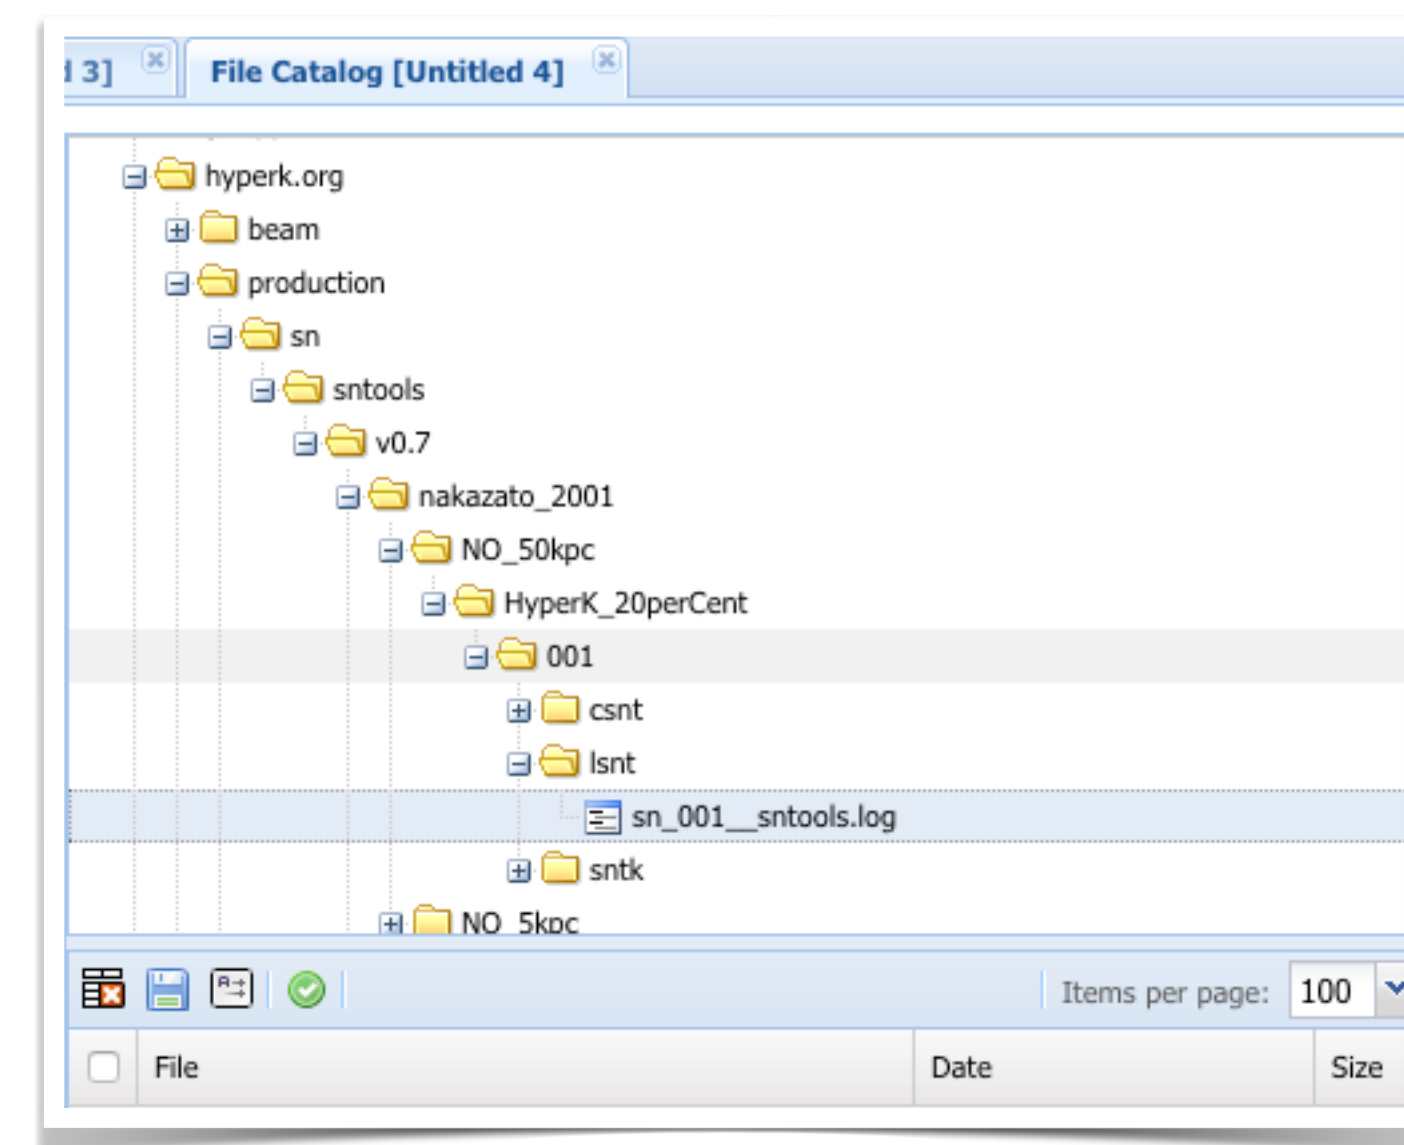 l 3]
File Catalog [Untitled 4]
hyperk.org
beam
production
sn
sntools
v0.7
nakazato_2001
NO_50kpc
HyperK_20perCent
001
csnt
lsnt
sn_001__sntools.log
sntk
NO_5kpc
Items per page: 100
File Date Size